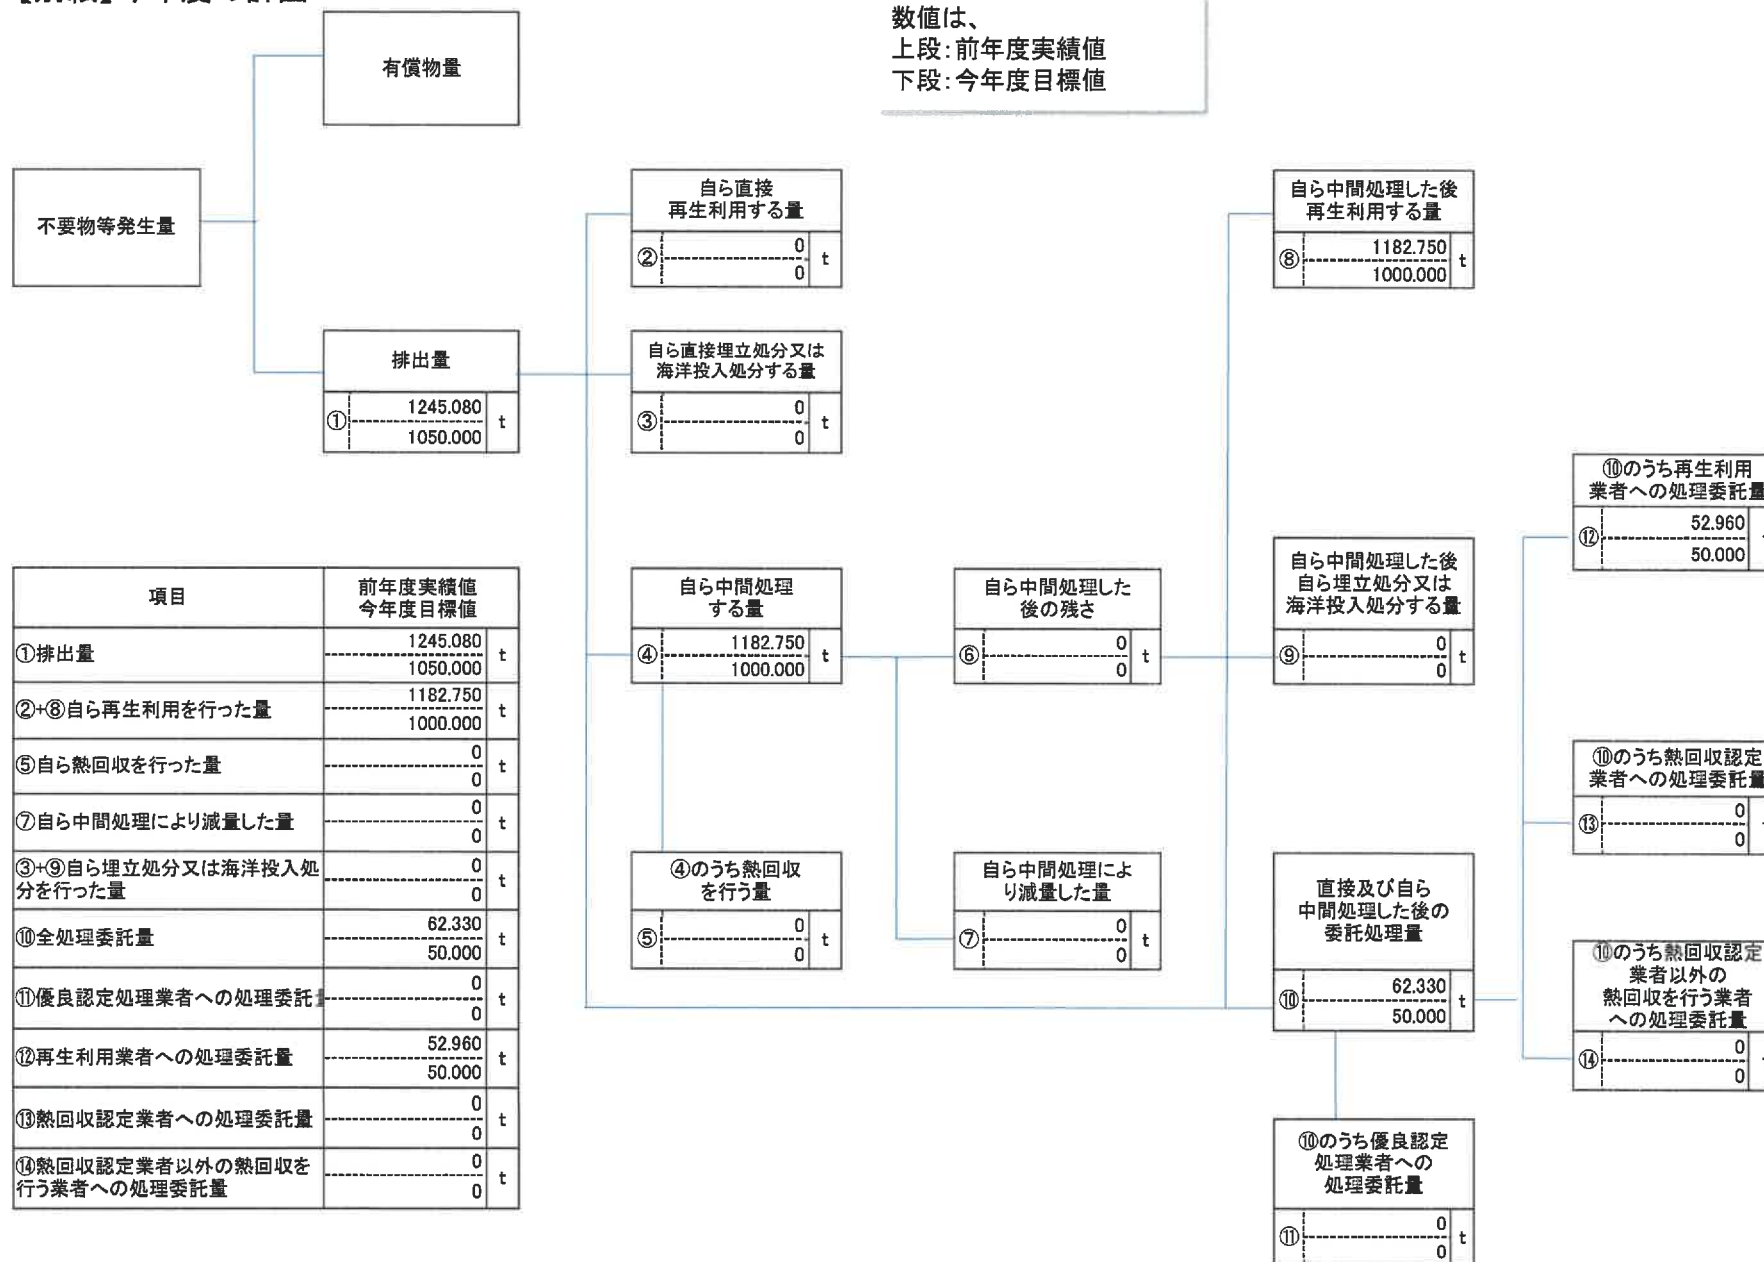 数値は、
上段:前年度実績値
下段:今年度目標値
有償物量
不要物等発生量
排出量
①
1245.080
1050.000
t
自ら直接
再生利用する量
②
0
0
t
自ら直接埋立処分又は
海洋投入処分する量
③
0
0
t
自ら中間処理
する量
④
1182.750
1000.000
t
④のうち熱回収
を行う量
⑤
0
0
t
自ら中間処理した
後の残さ
⑥
0
0
t
自ら中間処理によ
り減量した量
⑦
0
0
t
自ら中間処理した後
再生利用する量
⑧
1182.750
1000.000
t
自ら中間処理した後
自ら埋立処分又は
海洋投入処分する量
⑨
0
0
t
直接及び自ら
中間処理した後の
委託処理量
⑩
62.330
50.000
t
⑩のうち優良認定
処理業者への
処理委託量
⑪
0
0
t
⑩のうち再生利用
業者への処理委託量
⑫
52.960
50.000
⑩のうち熱回収認定
業者への処理委託量
⑬
0
0
⑩のうち熱回収認定
業者以外の
熱回収を行う業者
への処理委託量
⑭
0
0
項目
前年度実績値
今年度目標値
①排出量
1245.080
1050.000
t
②+⑧自ら再生利用を行った量
1182.750
1000.000
t
⑤自ら熱回収を行った量
0
0
t
⑦自ら中間処理により減量した量
0
0
t
③+⑨自ら埋立処分又は海洋投入処
分を行った量
0
0
t
⑩全処理委託量
62.330
50.000
t
⑪優良認定処理業者への処理委託
0
0
t
⑫再生利用業者への処理委託量
52.960
50.000
t
⑬熱回収認定業者への処理委託量
0
0
t
⑭熱回収認定業者以外の熱回収を
行う業者への処理委託量
0
0
t